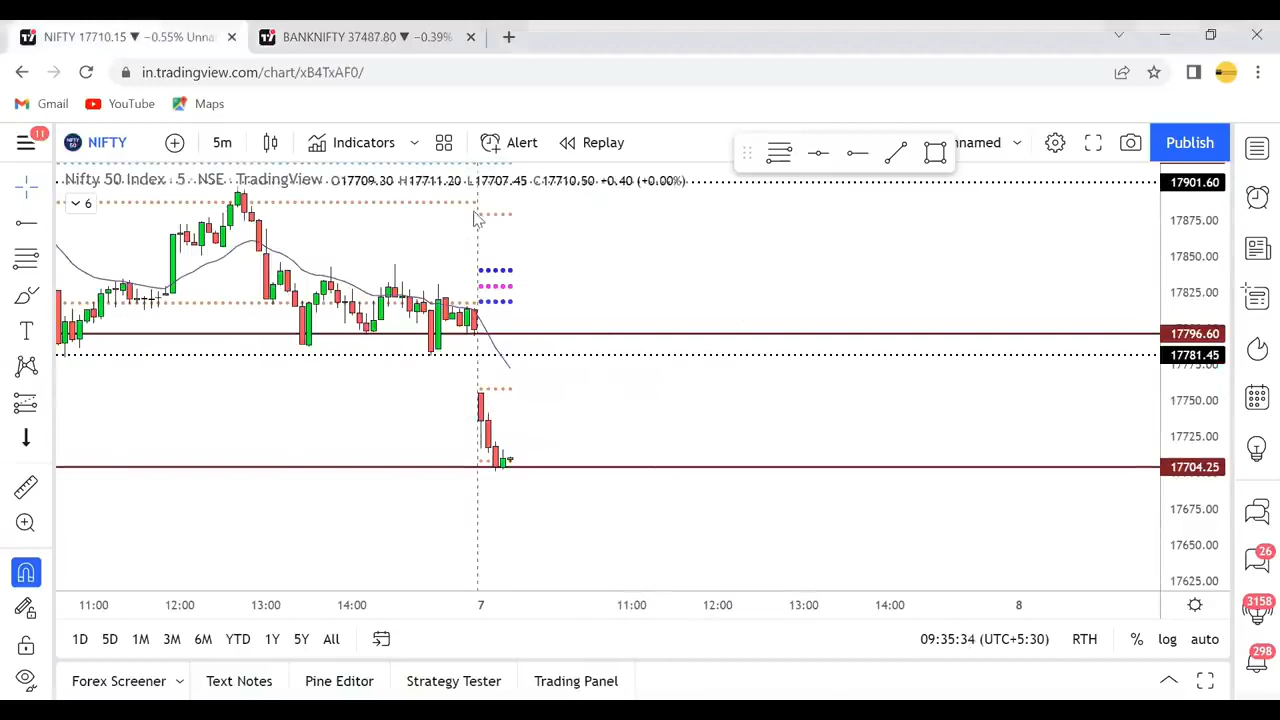 NIFTY 17710.15 ▼ −0.55% Unna
BANKNIFTY 37487.80 ▼ −0.39%
in.tradingview.com/chart/xB4TxAF0/
Gmail
YouTube
Maps
11
NIFTY
5m
Indicators
Alert
Replay
nnamed
Publish
Nifty 50 Index · 5 · NSE · TradingView O17709.30 H17711.20 L17707.45 C17710.50 +0.40 (+0.00%)
6
17901.60
17875.00
17850.00
17825.00
17796.60
17781.45
17775.00
17750.00
17725.00
17704.25
17675.00
17650.00
17625.00
26
3158
298
11:00
12:00
13:00
14:00
7
11:00
12:00
13:00
14:00
8
1D 5D 1M 3M 6M YTD 1Y 5Y All
09:35:34 (UTC+5:30)
RTH
% log auto
Forex Screener
Text Notes
Pine Editor
Strategy Tester
Trading Panel